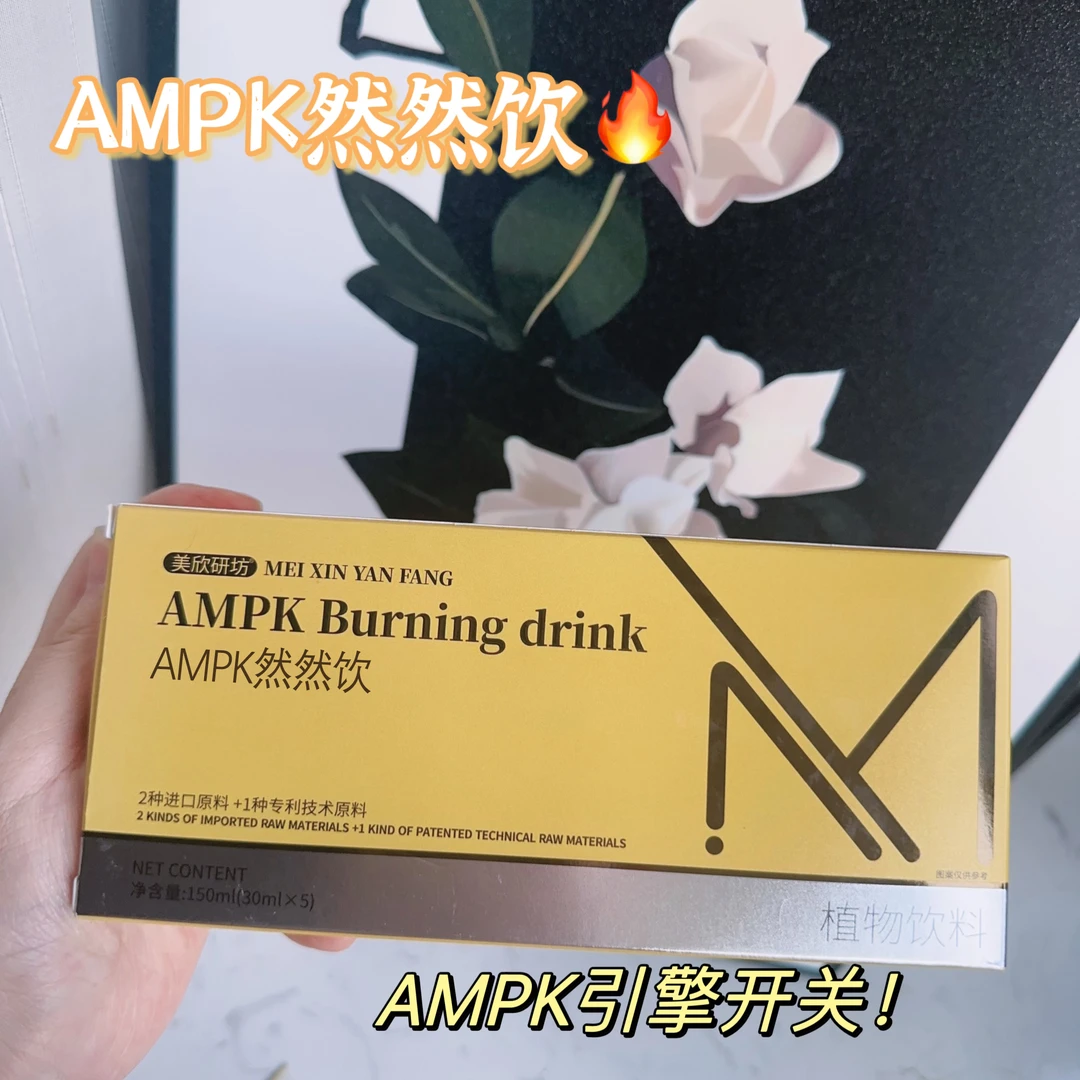 AMPK然然饮🔥
美欣研坊 MEI XIN YAN FANG
AMPK Burning drink
AMPK然然饮
2种进口原料 +1种专利技术原料
2 KINDS OF IMPORTED RAW MATERIALS +1 KIND OF PATENTED TECHNICAL RAW MATERIALS
图案仅供参考
NET CONTENT
净含量:150ml(30ml×5)
植物饮料
AMPK引擎开关!